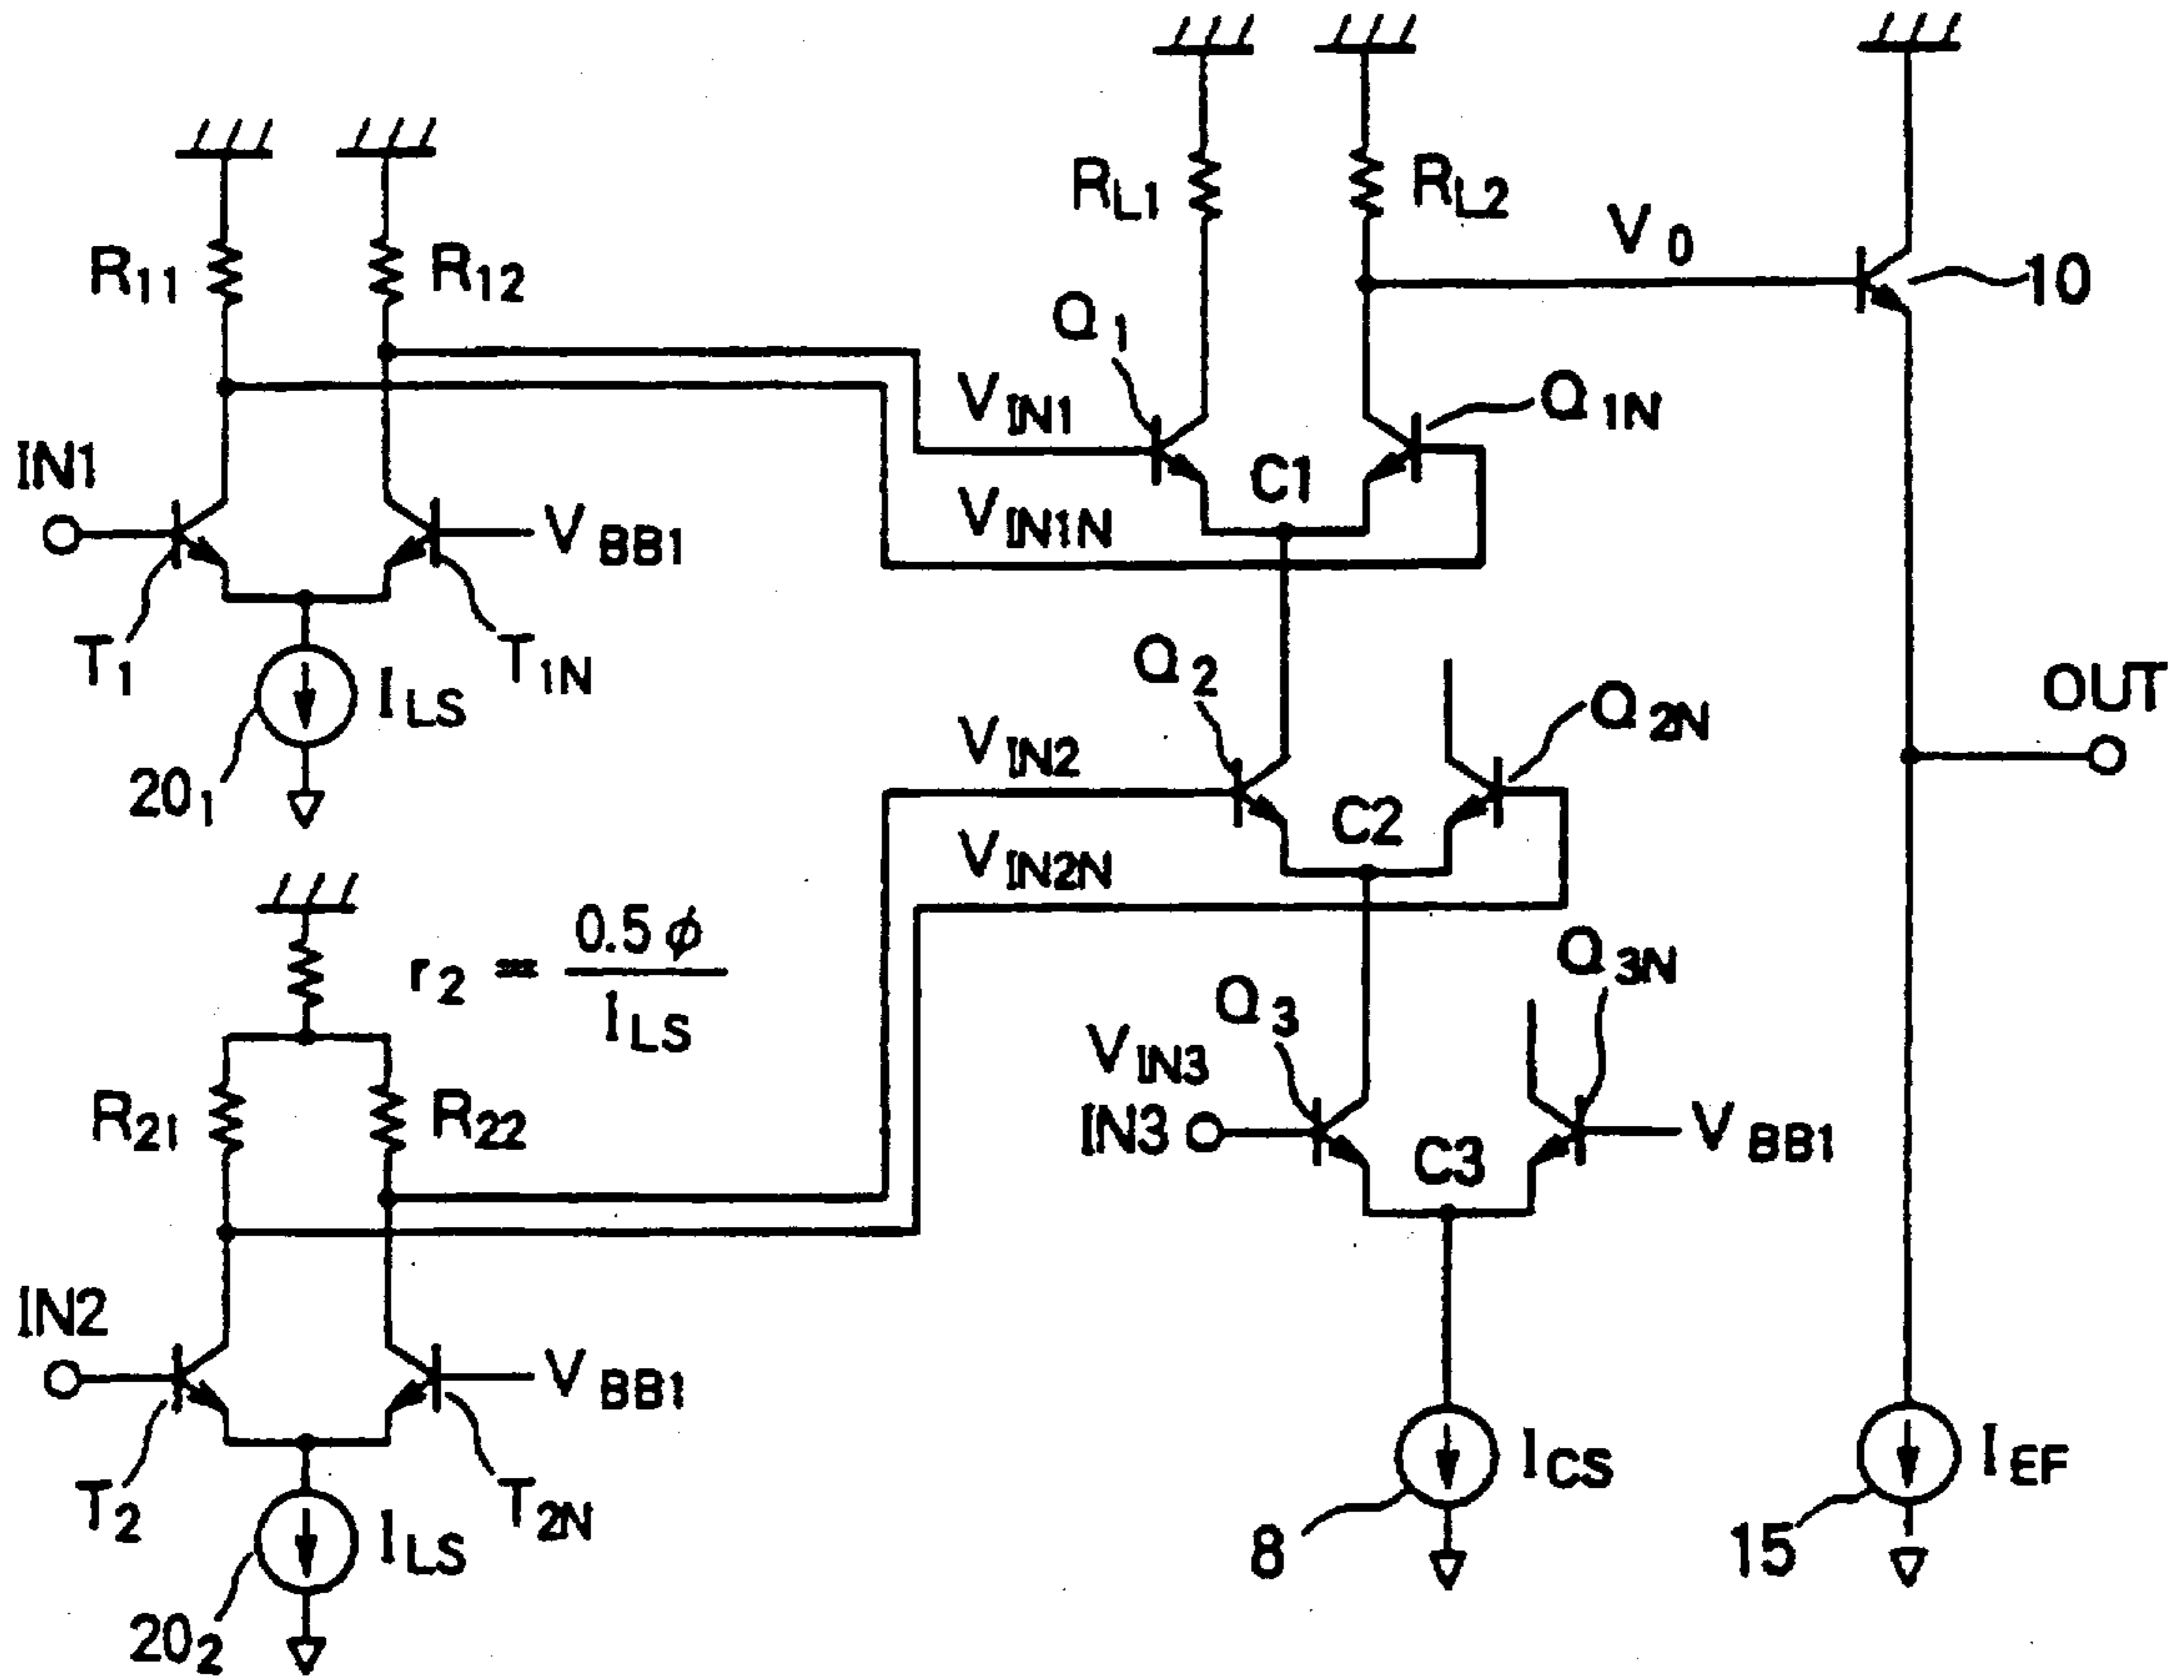 R11
R12
RL1
RL2
V0
10
Q1
Q1N
VIN1
C1
VIN1N
IN1
VBB1
T1
T1N
ILS
201
Q2
Q2N
OUT
VIN2
C2
VIN2N
r2 = 0.5 φ / ILS
Q3
Q3N
R21
R22
VIN3
IN3
C3
VBB1
IN2
VBB1
T2
T2N
ILS
202
ICS
8
IEF
15